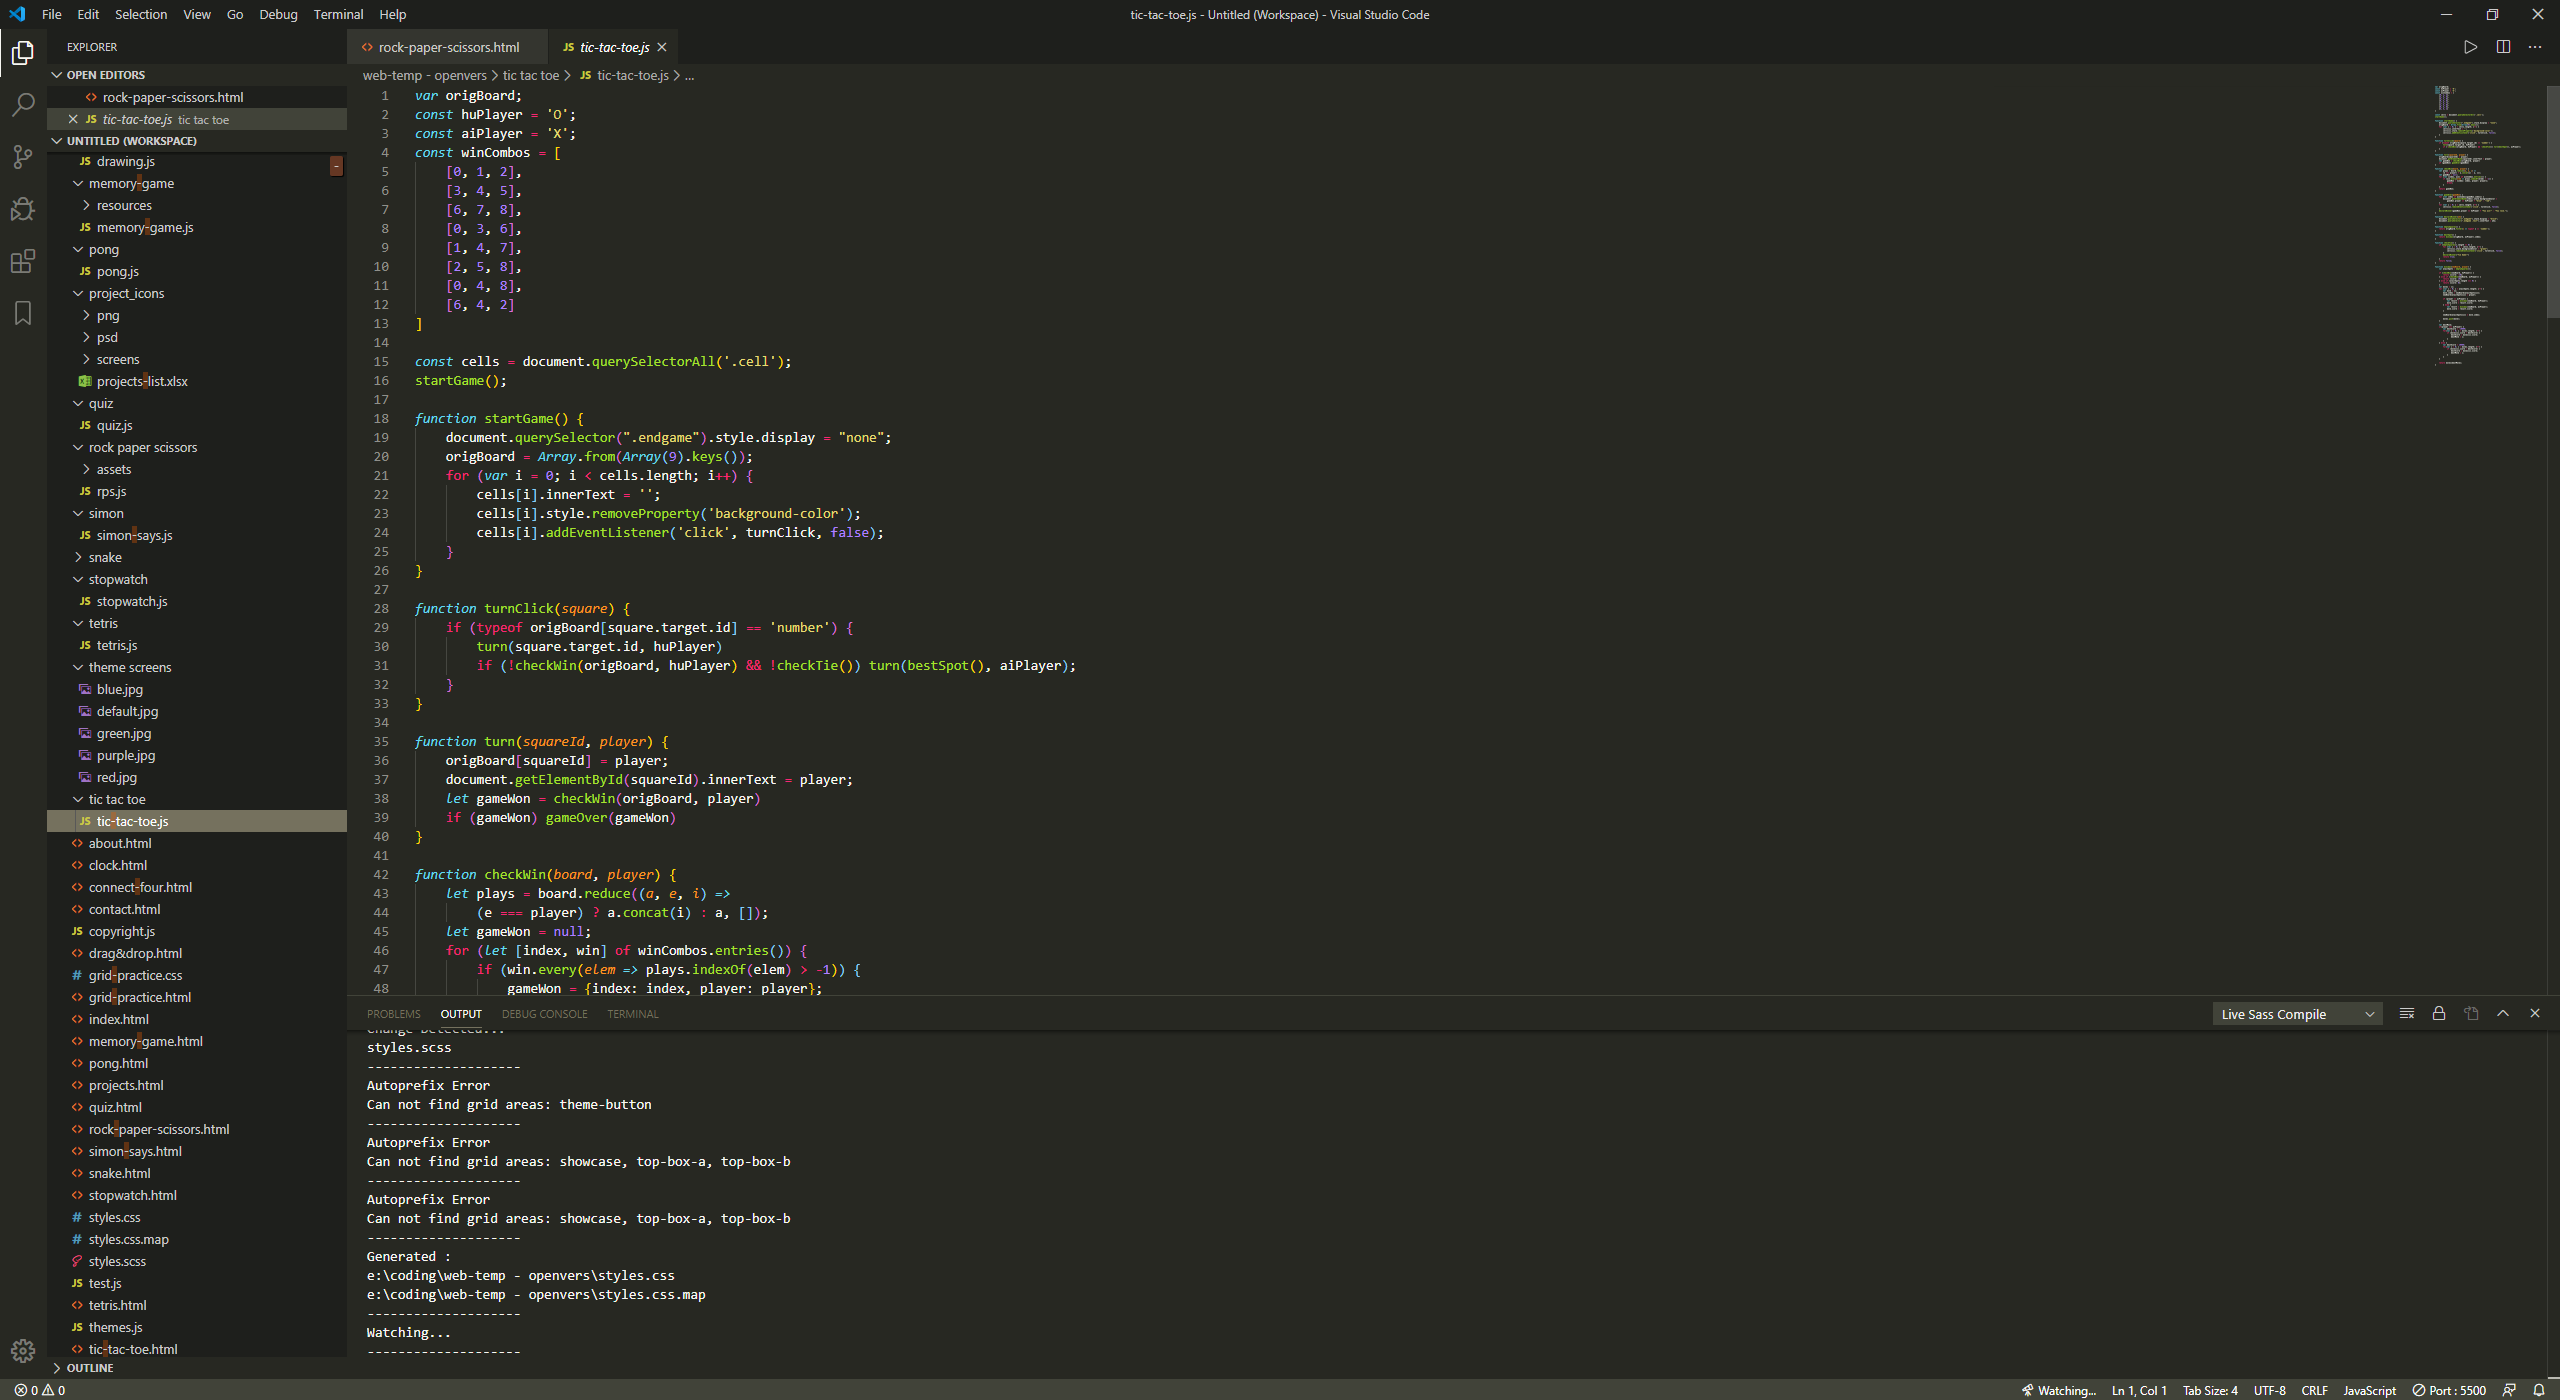 File Edit Selection View Go Debug Terminal Help
tic-tac-toe.js - Untitled (Workspace) - Visual Studio Code
EXPLORER
OPEN EDITORS
rock-paper-scissors.html
JS tic-tac-toe.js tic tac toe
UNTITLED (WORKSPACE)
JS drawing.js
memory-game
resources
JS memory-game.js
pong
JS pong.js
project_icons
png
psd
screens
projects-list.xlsx
quiz
JS quiz.js
rock paper scissors
assets
JS rps.js
simon
JS simon-says.js
snake
stopwatch
JS stopwatch.js
tetris
JS tetris.js
theme screens
blue.jpg
default.jpg
green.jpg
purple.jpg
red.jpg
tic tac toe
JS tic-tac-toe.js
about.html
clock.html
connect-four.html
contact.html
JS copyright.js
drag&drop.html
# grid-practice.css
grid-practice.html
index.html
memory-game.html
pong.html
projects.html
quiz.html
rock-paper-scissors.html
simon-says.html
snake.html
stopwatch.html
# styles.css
# styles.css.map
styles.scss
JS test.js
tetris.html
JS themes.js
tic-tac-toe.html
OUTLINE
rock-paper-scissors.html JS tic-tac-toe.js
web-temp - openvers > tic tac toe > JS tic-tac-toe.js > ...
1 var origBoard;
2 const huPlayer = 'O';
3 const aiPlayer = 'X';
4 const winCombos = [
5 [0, 1, 2],
6 [3, 4, 5],
7 [6, 7, 8],
8 [0, 3, 6],
9 [1, 4, 7],
10 [2, 5, 8],
11 [0, 4, 8],
12 [6, 4, 2]
13 ]
14
15 const cells = document.querySelectorAll('.cell');
16 startGame();
17
18 function startGame() {
19 document.querySelector(".endgame").style.display = "none";
20 origBoard = Array.from(Array(9).keys());
21 for (var i = 0; i < cells.length; i++) {
22 cells[i].innerText = '';
23 cells[i].style.removeProperty('background-color');
24 cells[i].addEventListener('click', turnClick, false);
25 }
26 }
27
28 function turnClick(square) {
29 if (typeof origBoard[square.target.id] == 'number') {
30 turn(square.target.id, huPlayer)
31 if (!checkWin(origBoard, huPlayer) && !checkTie()) turn(bestSpot(), aiPlayer);
32 }
33 }
34
35 function turn(squareId, player) {
36 origBoard[squareId] = player;
37 document.getElementById(squareId).innerText = player;
38 let gameWon = checkWin(origBoard, player)
39 if (gameWon) gameOver(gameWon)
40 }
41
42 function checkWin(board, player) {
43 let plays = board.reduce((a, e, i) =>
44 (e === player) ? a.concat(i) : a, []);
45 let gameWon = null;
46 for (let [index, win] of winCombos.entries()) {
47 if (win.every(elem => plays.indexOf(elem) > -1)) {
48 gameWon = {index: index, player: player};
PROBLEMS OUTPUT DEBUG CONSOLE TERMINAL
Live Sass Compile
Change Detected...
styles.scss
--------------------
Autoprefix Error
Can not find grid areas: theme-button
--------------------
Autoprefix Error
Can not find grid areas: showcase, top-box-a, top-box-b
--------------------
Autoprefix Error
Can not find grid areas: showcase, top-box-a, top-box-b
--------------------
Generated :
e:\coding\web-temp - openvers\styles.css
e:\coding\web-temp - openvers\styles.css.map
--------------------
Watching...
--------------------
0 0
Watching... Ln 1, Col 1 Tab Size: 4 UTF-8 CRLF JavaScript Port : 5500